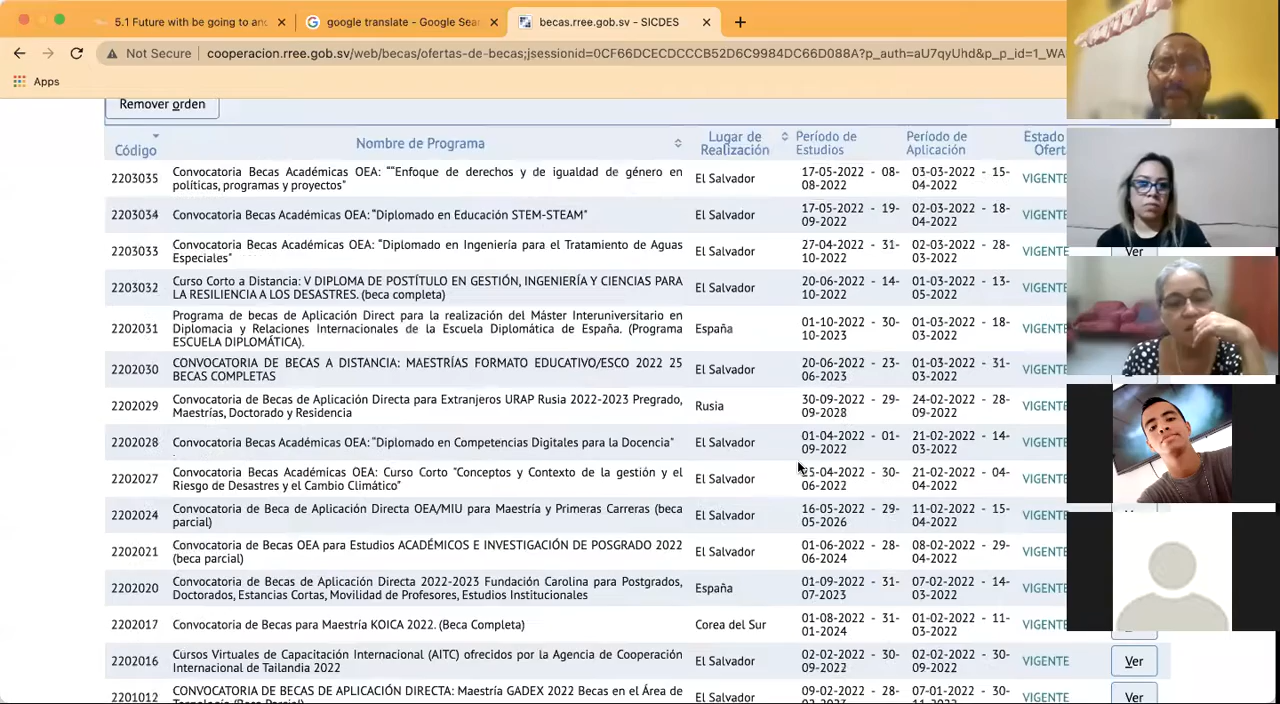 5.1 Future with be going to an
google translate - Google Sear
becas.rree.gob.sv - SICDES
Not Secure
cooperacion.rree.gob.sv/web/becas/ofertas-de-becas;jsessionid=0CF66DCECDCCCB52D6C9984DC66D088A?p_auth=aU7qyUhd&p_p_id=1_WA
Apps
Remover orden
Código
Nombre de Programa
Lugar de
Realización
Período de
Estudios
Período de
Aplicación
Estado
Ofert
2203035
Convocatoria Becas Académicas OEA: ““Enfoque de derechos y de igualdad de género en
políticas, programas y proyectos"
El Salvador
17-05-2022 - 08-
08-2022
03-03-2022 - 15-
04-2022
VIGENTE
2203034
Convocatoria Becas Académicas OEA: “Diplomado en Educación STEM-STEAM"
El Salvador
17-05-2022 - 19-
09-2022
02-03-2022 - 18-
04-2022
VIGENTE
2203033
Convocatoria Becas Académicas OEA: “Diplomado en Ingeniería para el Tratamiento de Aguas
Especiales"
El Salvador
27-04-2022 - 31-
10-2022
02-03-2022 - 28-
03-2022
VIGENTE
Ver
2203032
Curso Corto a Distancia: V DIPLOMA DE POSTÍTULO EN GESTIÓN, INGENIERÍA Y CIENCIAS PARA
LA RESILIENCIA A LOS DESASTRES. (beca completa)
El Salvador
20-06-2022 - 14-
10-2022
01-03-2022 - 13-
05-2022
VIGENTE
2202031
Programa de becas de Aplicación Direct para la realización del Máster Interuniversitario en
Diplomacia y Relaciones Internacionales de la Escuela Diplomática de España. (Programa
ESCUELA DIPLOMÁTICA).
España
01-10-2022 - 30-
10-2023
01-03-2022 - 18-
03-2022
VIGENTE
2202030
CONVOCATORIA DE BECAS A DISTANCIA: MAESTRÍAS FORMATO EDUCATIVO/ESCO 2022 25
BECAS COMPLETAS
El Salvador
20-06-2022 - 23-
06-2023
01-03-2022 - 31-
03-2022
VIGENTE
2202029
Convocatoria de Becas de Aplicación Directa para Extranjeros URAP Rusia 2022-2023 Pregrado,
Maestrías, Doctorado y Residencia
Rusia
30-09-2022 - 29-
09-2028
24-02-2022 - 28-
09-2022
VIGENTE
2202028
Convocatoria Becas Académicas OEA: “Diplomado en Competencias Digitales para la Docencia"
.
El Salvador
01-04-2022 - 01-
09-2022
21-02-2022 - 14-
03-2022
VIGENTE
2202027
Convocatoria Becas Académicas OEA: Curso Corto "Conceptos y Contexto de la gestión y el
Riesgo de Desastres y el Cambio Climático"
El Salvador
25-04-2022 - 30-
06-2022
21-02-2022 - 04-
04-2022
VIGENTE
2202024
Convocatoria de Beca de Aplicación Directa OEA/MIU para Maestría y Primeras Carreras (beca
parcial)
El Salvador
16-05-2022 - 29-
05-2026
11-02-2022 - 15-
04-2022
VIGENTE
2202021
Convocatoria de Becas OEA para Estudios ACADÉMICOS E INVESTIGACIÓN DE POSGRADO 2022
(beca parcial)
El Salvador
01-06-2022 - 28-
06-2024
08-02-2022 - 29-
04-2022
VIGENTE
2202020
Convocatoria de Becas de Aplicación Directa 2022-2023 Fundación Carolina para Postgrados,
Doctorados, Estancias Cortas, Movilidad de Profesores, Estudios Institucionales
España
01-09-2022 - 31-
07-2023
07-02-2022 - 14-
03-2022
VIGENTE
2202017
Convocatoria de Becas para Maestría KOICA 2022. (Beca Completa)
Corea del Sur
01-08-2022 - 31-
01-2024
01-02-2022 - 11-
03-2022
VIGENTE
2202016
Cursos Virtuales de Capacitación Internacional (AITC) ofrecidos por la Agencia de Cooperación
Internacional de Tailandia 2022
El Salvador
02-02-2022 - 30-
09-2022
02-02-2022 - 30-
09-2022
VIGENTE
Ver
2201012
CONVOCATORIA DE BECAS DE APLICACIÓN DIRECTA: Maestría GADEX 2022 Becas en el Área de
El Salvador
09-02-2022 - 28-
07-01-2022 - 30-
VIGENTE
Ver